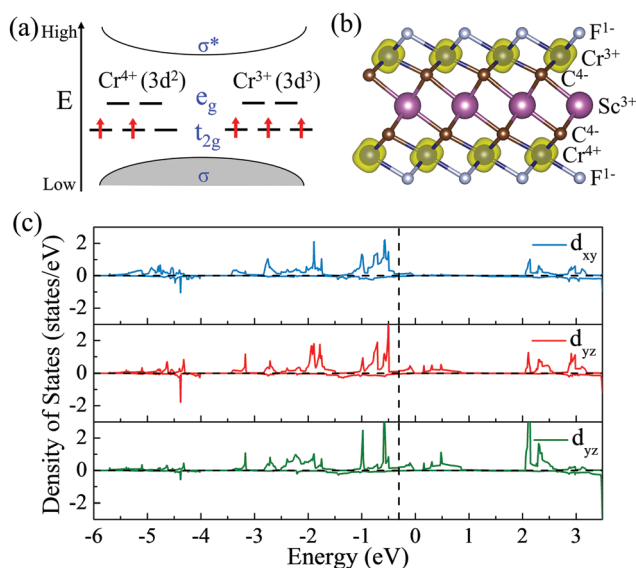 (a)
High
σ*
Cr4+ (3d2)
Cr3+ (3d3)
E
eg
t2g
σ
Low
(b)
F1-
Cr3+
C4-
Sc3+
C4-
Cr4+
F1-
(c)
Density of States (states/eV)
2
0
-2
dxy
2
0
-2
dyz
2
0
-2
dyz
-6 -5 -4 -3 -2 -1 0 1 2 3
Energy (eV)